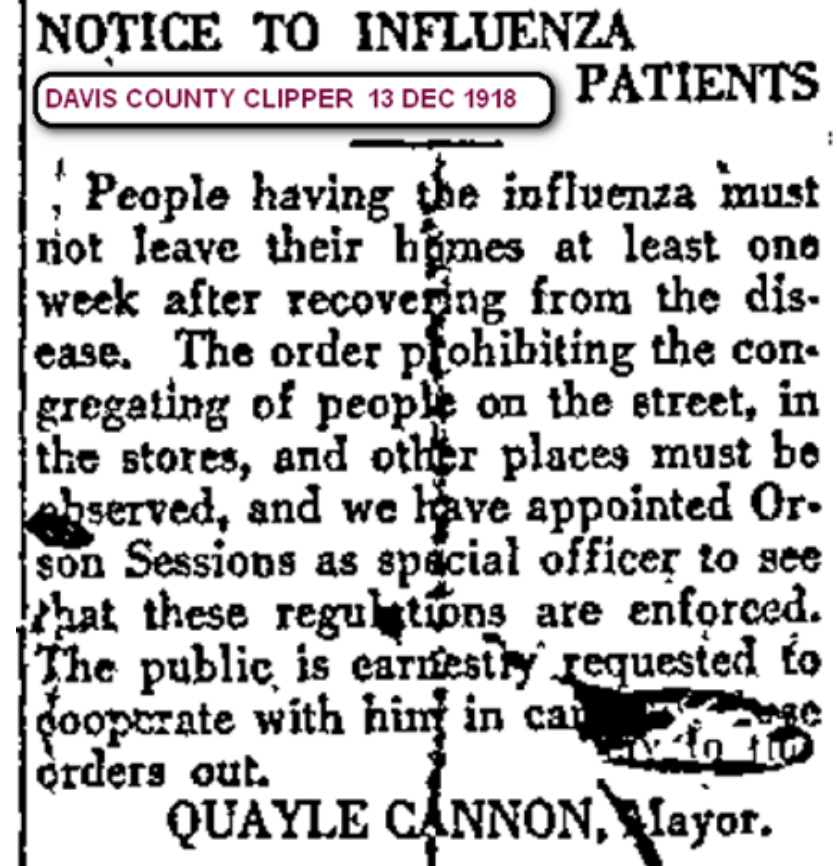 NOTICE TO INFLUENZA
PATIENTS
DAVIS COUNTY CLIPPER 13 DEC 1918
People having the influenza must
not leave their homes at least one
week after recovering from the dis-
ease. The order prohibiting the con-
gregating of people on the street, in
the stores, and other places must be
observed, and we have appointed Or-
son Sessions as special officer to see
that these regulations are enforced.
The public is earnestly requested to
cooperate with him in
orders out.
QUAYLE CANNON, Mayor.